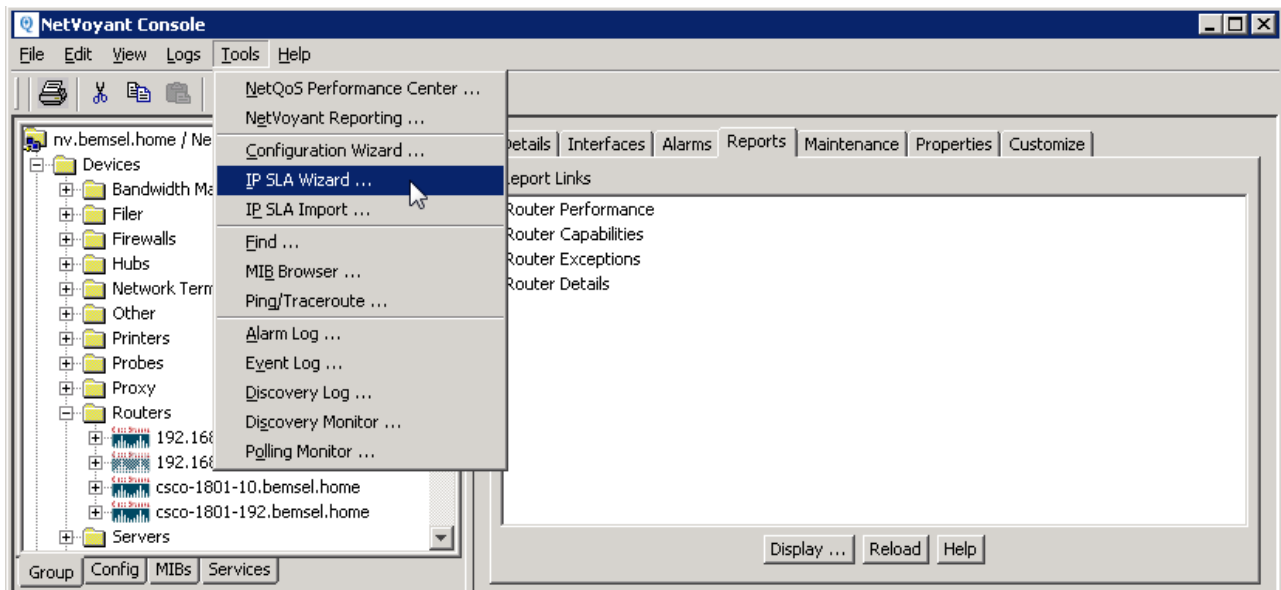 NetVoyant Console
File Edit View Logs Tools Help
NetQoS Performance Center ...
NetVoyant Reporting ...
Configuration Wizard ...
IP SLA Wizard ...
IP SLA Import ...
Find ...
MIB Browser ...
Ping/Traceroute ...
Alarm Log ...
Event Log ...
Discovery Log ...
Discovery Monitor ...
Polling Monitor ...
nv.bemsel.home / Ne
Devices
Bandwidth Ma
Filer
Firewalls
Hubs
Network Term
Other
Printers
Probes
Proxy
Routers
192.168
192.168
csco-1801-10.bemsel.home
csco-1801-192.bemsel.home
Servers
Group Config MIBs Services
Details Interfaces Alarms Reports Maintenance Properties Customize
Report Links
Router Performance
Router Capabilities
Router Exceptions
Router Details
Display ... Reload Help